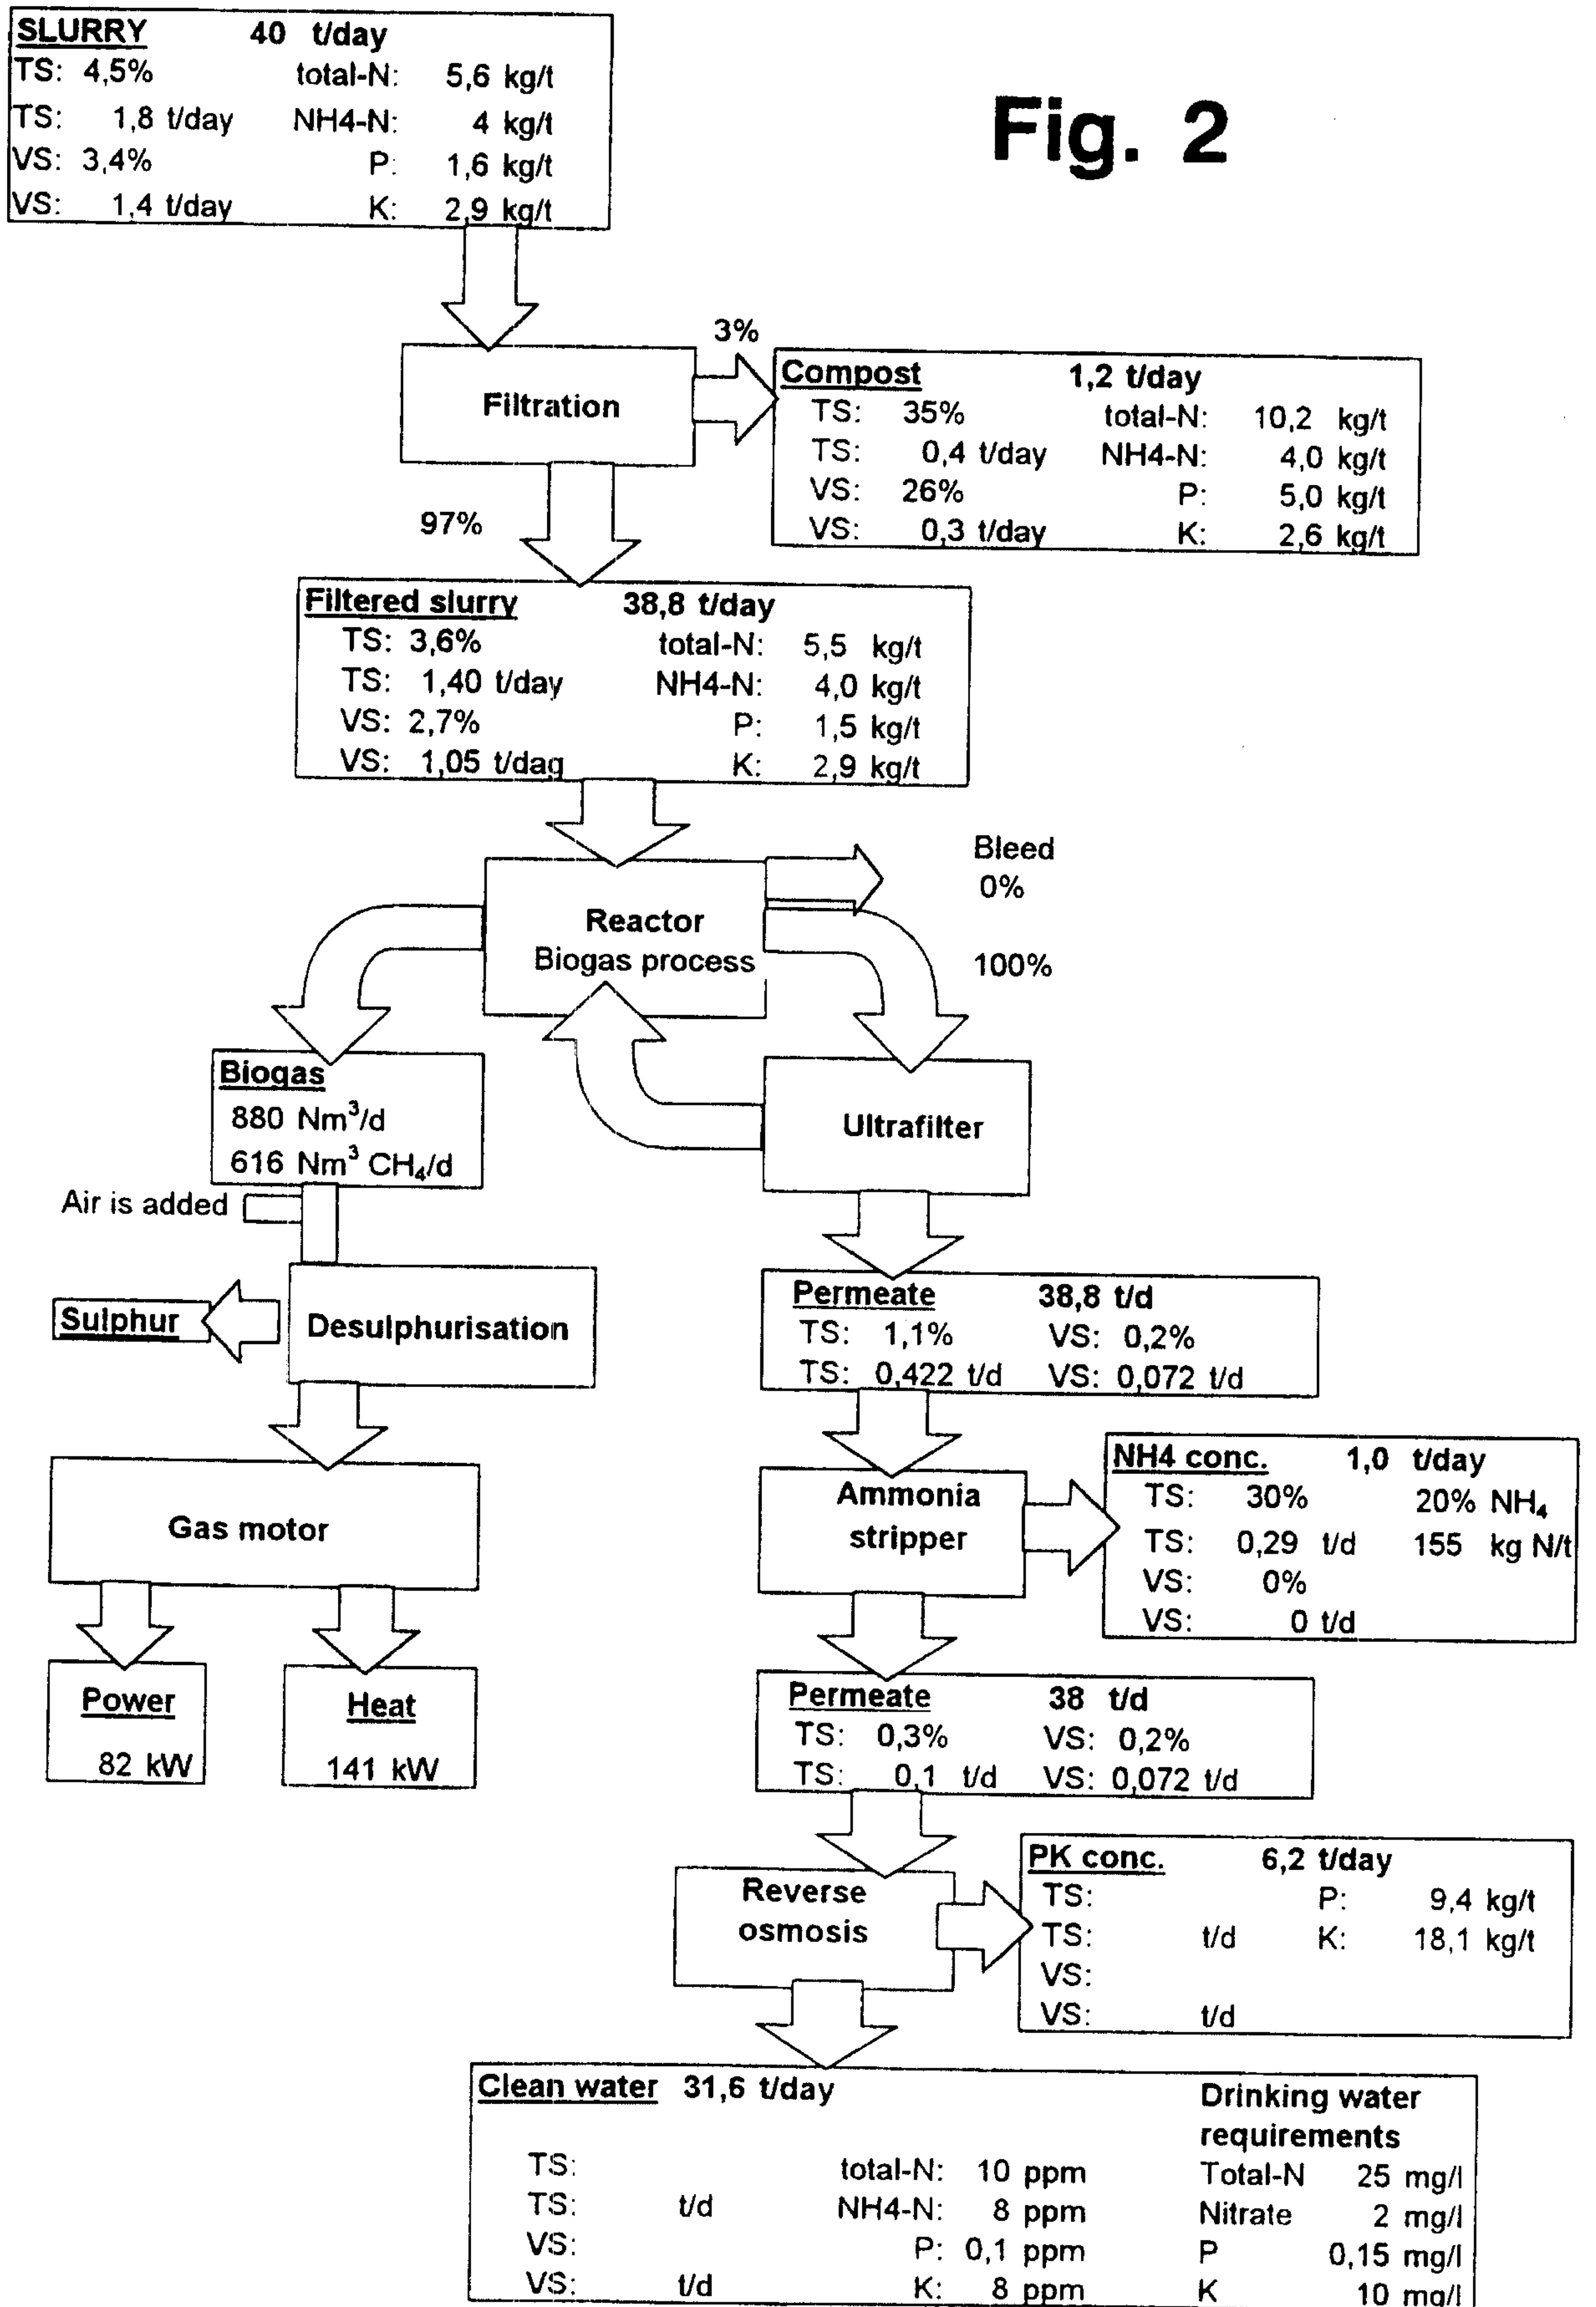 SLURRY 40 t/day
TS: 4,5% total-N: 5,6 kg/t
TS: 1,8 t/day NH4-N: 4 kg/t
VS: 3,4% P: 1,6 kg/t
VS: 1,4 t/day K: 2,9 kg/t
Fig. 2
Filtration
3%
Compost 1,2 t/day
TS: 35% total-N: 10,2 kg/t
TS: 0,4 t/day NH4-N: 4,0 kg/t
VS: 26% P: 5,0 kg/t
VS: 0,3 t/day K: 2,6 kg/t
97%
Filtered slurry 38,8 t/day
TS: 3,6% total-N: 5,5 kg/t
TS: 1,40 t/day NH4-N: 4,0 kg/t
VS: 2,7% P: 1,5 kg/t
VS: 1,05 t/dag K: 2,9 kg/t
Bleed
0%
Reactor
Biogas process
100%
Biogas
880 Nm³/d
616 Nm³ CH₄/d
Ultrafilter
Air is added
Sulphur
Desulphurisation
Permeate 38,8 t/d
TS: 1,1% VS: 0,2%
TS: 0,422 t/d VS: 0,072 t/d
Gas motor
Ammonia
stripper
NH4 conc. 1,0 t/day
TS: 30% 20% NH₄
TS: 0,29 t/d 155 kg N/t
VS: 0%
VS: 0 t/d
Power
82 kW
Heat
141 kW
Permeate 38 t/d
TS: 0,3% VS: 0,2%
TS: 0,1 t/d VS: 0,072 t/d
Reverse
osmosis
PK conc. 6,2 t/day
TS: P: 9,4 kg/t
TS: t/d K: 18,1 kg/t
VS:
VS: t/d
Clean water 31,6 t/day Drinking water
requirements
TS: total-N: 10 ppm Total-N 25 mg/l
TS: t/d NH4-N: 8 ppm Nitrate 2 mg/l
VS: P: 0,1 ppm P 0,15 mg/l
VS: t/d K: 8 ppm K 10 mg/l